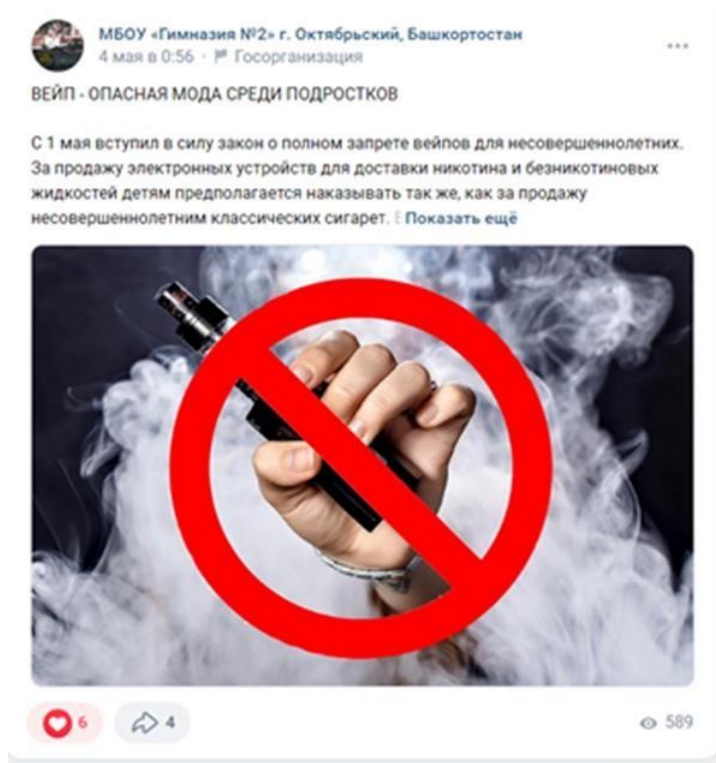 МБОУ «Гимназия №2» г. Октябрьский, Башкортостан
4 мая в 0:56 · Госорганизация
ВЕЙП - ОПАСНАЯ МОДА СРЕДИ ПОДРОСТКОВ
С 1 мая вступил в силу закон о полном запрете вейпов для несовершеннолетних.
За продажу электронных устройств для доставки никотина и безникотиновых
жидкостей детям предполагается наказывать так же, как за продажу
несовершеннолетним классических сигарет. Показать ещё
6 4 589